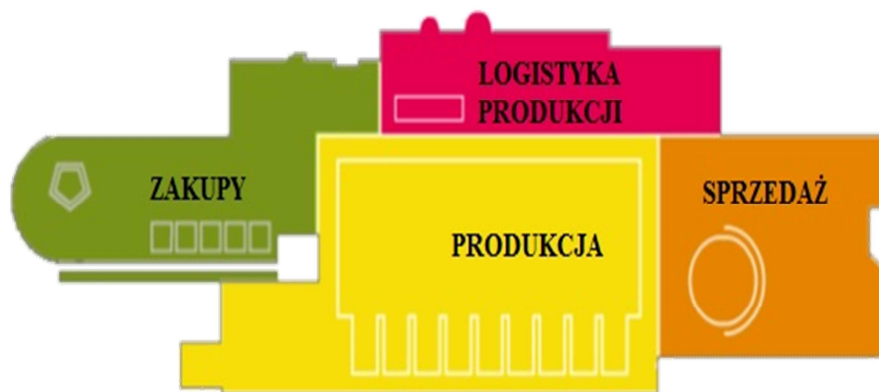 LOGISTYKA
PRODUKCJI
ZAKUPY
SPRZEDAŻ
PRODUKCJA